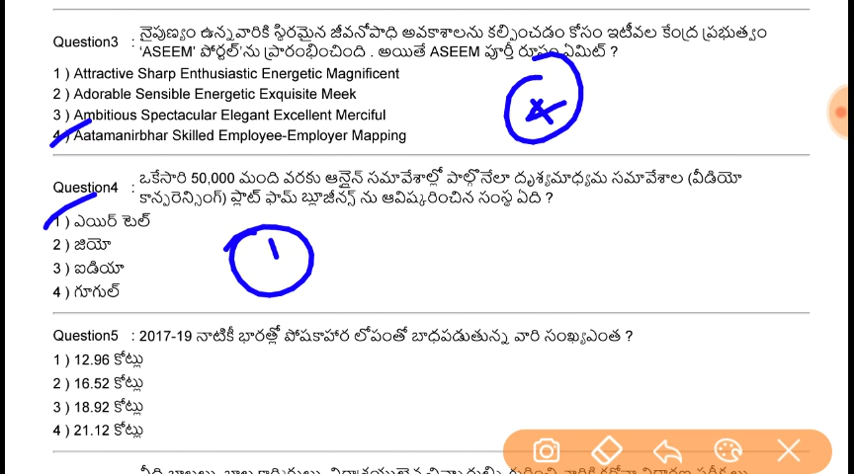 Question3 : నైపుణ్యం ఉన్నవారికి స్థిరమైన జీవనోపాధి అవకాశాలను కల్పించడం కోసం ఇటీవల కేంద్ర ప్రభుత్వం
'ASEEM' పోర్టల్'ను ప్రారంభించింది . అయితే ASEEM పూర్తీ రూపం ఏమిట్ ?
1 ) Attractive Sharp Enthusiastic Energetic Magnificent
2 ) Adorable Sensible Energetic Exquisite Meek
3 ) Ambitious Spectacular Elegant Excellent Merciful
4 ) Aatamanirbhar Skilled Employee-Employer Mapping
4
Question4 : ఒకేసారి 50,000 మంది వరకు ఆన్లైన్ సమావేశాల్లో పాల్గొనేలా దృశ్యమాధ్యమ సమావేశాల (వీడియో
కాన్ఫరెన్సింగ్) ప్లాట్ ఫామ్ బ్లూజీన్స్ ను ఆవిష్కరించిన సంస్థ ఏది ?
1 ) ఎయిర్ టెల్
2 ) జియో
3 ) ఐడియా
4 ) గూగుల్
1
Question5 : 2017-19 నాటికీ భారత్లో పోషకాహార లోపంతో బాధపడుతున్న వారి సంఖ్యఎంత ?
1 ) 12.96 కోట్లు
2 ) 16.52 కోట్లు
3 ) 18.92 కోట్లు
4 ) 21.12 కోట్లు